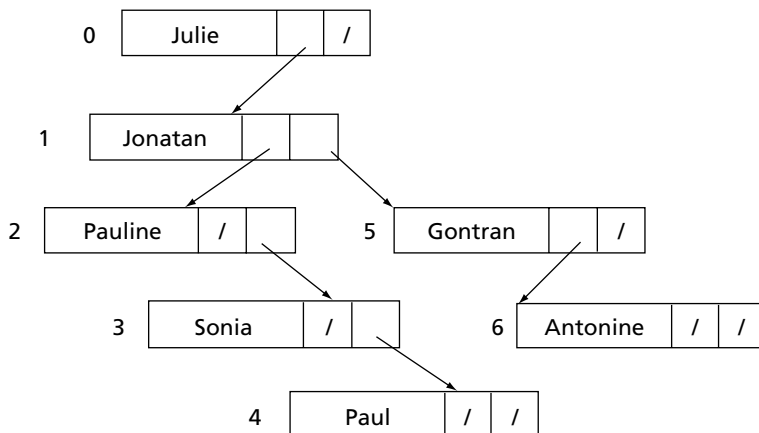 0 Julie /
1 Jonatan
2 Pauline / 5 Gontran /
3 Sonia / 6 Antonine / /
4 Paul / /